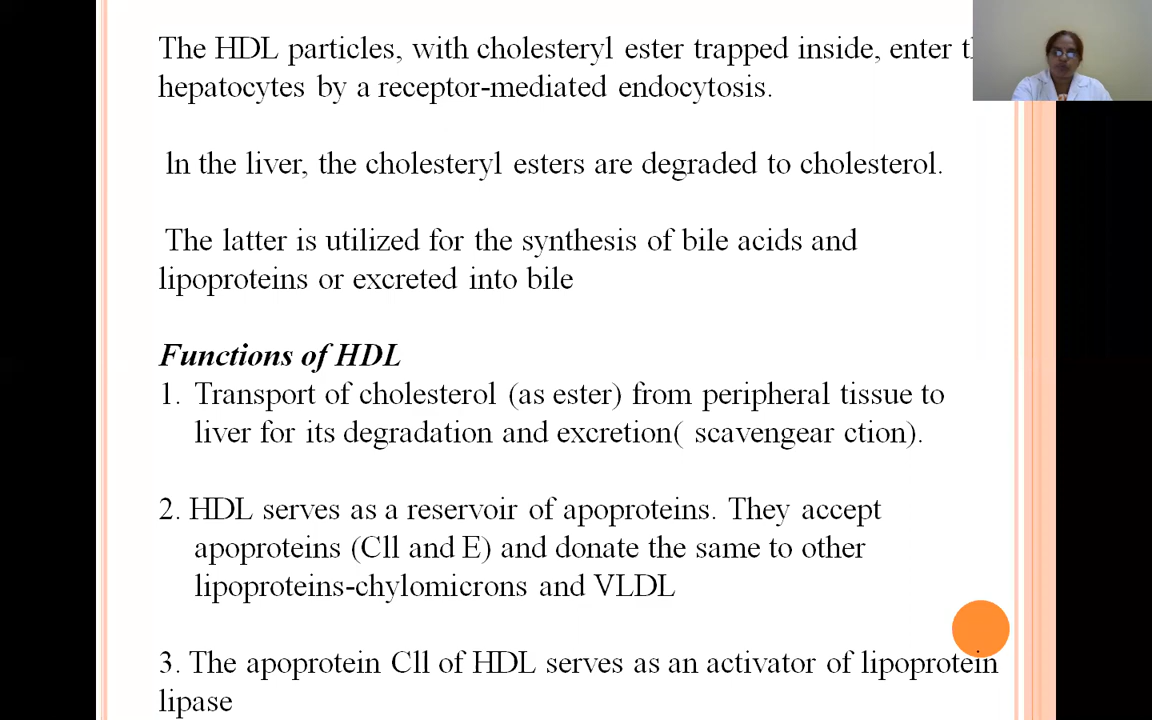 The HDL particles, with cholesteryl ester trapped inside, enter
hepatocytes by a receptor-mediated endocytosis.
ln the liver, the cholesteryl esters are degraded to cholesterol.
The latter is utilized for the synthesis of bile acids and
lipoproteins or excreted into bile
Functions of HDL
1. Transport of cholesterol (as ester) from peripheral tissue to
liver for its degradation and excretion( scavengear ction).
2. HDL serves as a reservoir of apoproteins. They accept
apoproteins (Cll and E) and donate the same to other
lipoproteins-chylomicrons and VLDL
3. The apoprotein Cll of HDL serves as an activator of lipoprotein
lipase